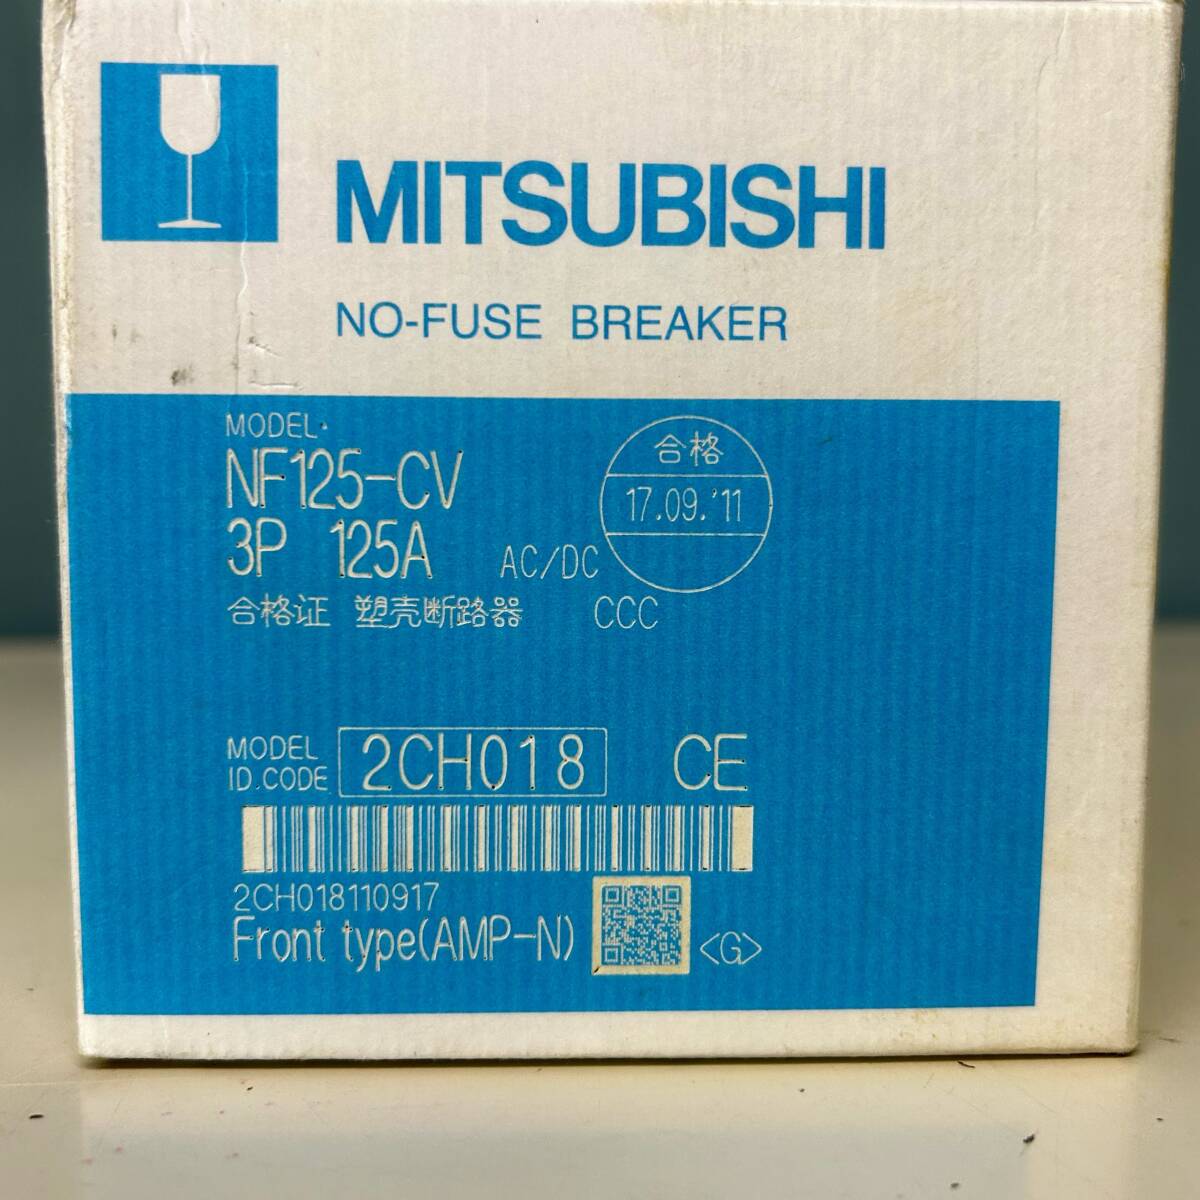 MITSUBISHI
NO-FUSE BREAKER
MODEL
NF125-CV
3P 125A AC/DC
合格
17.09.'11
合格证 塑壳断路器 CCC
MODEL
ID.CODE
2CH018
CE
2CH018110917
Front type(AMP-N)
<G>